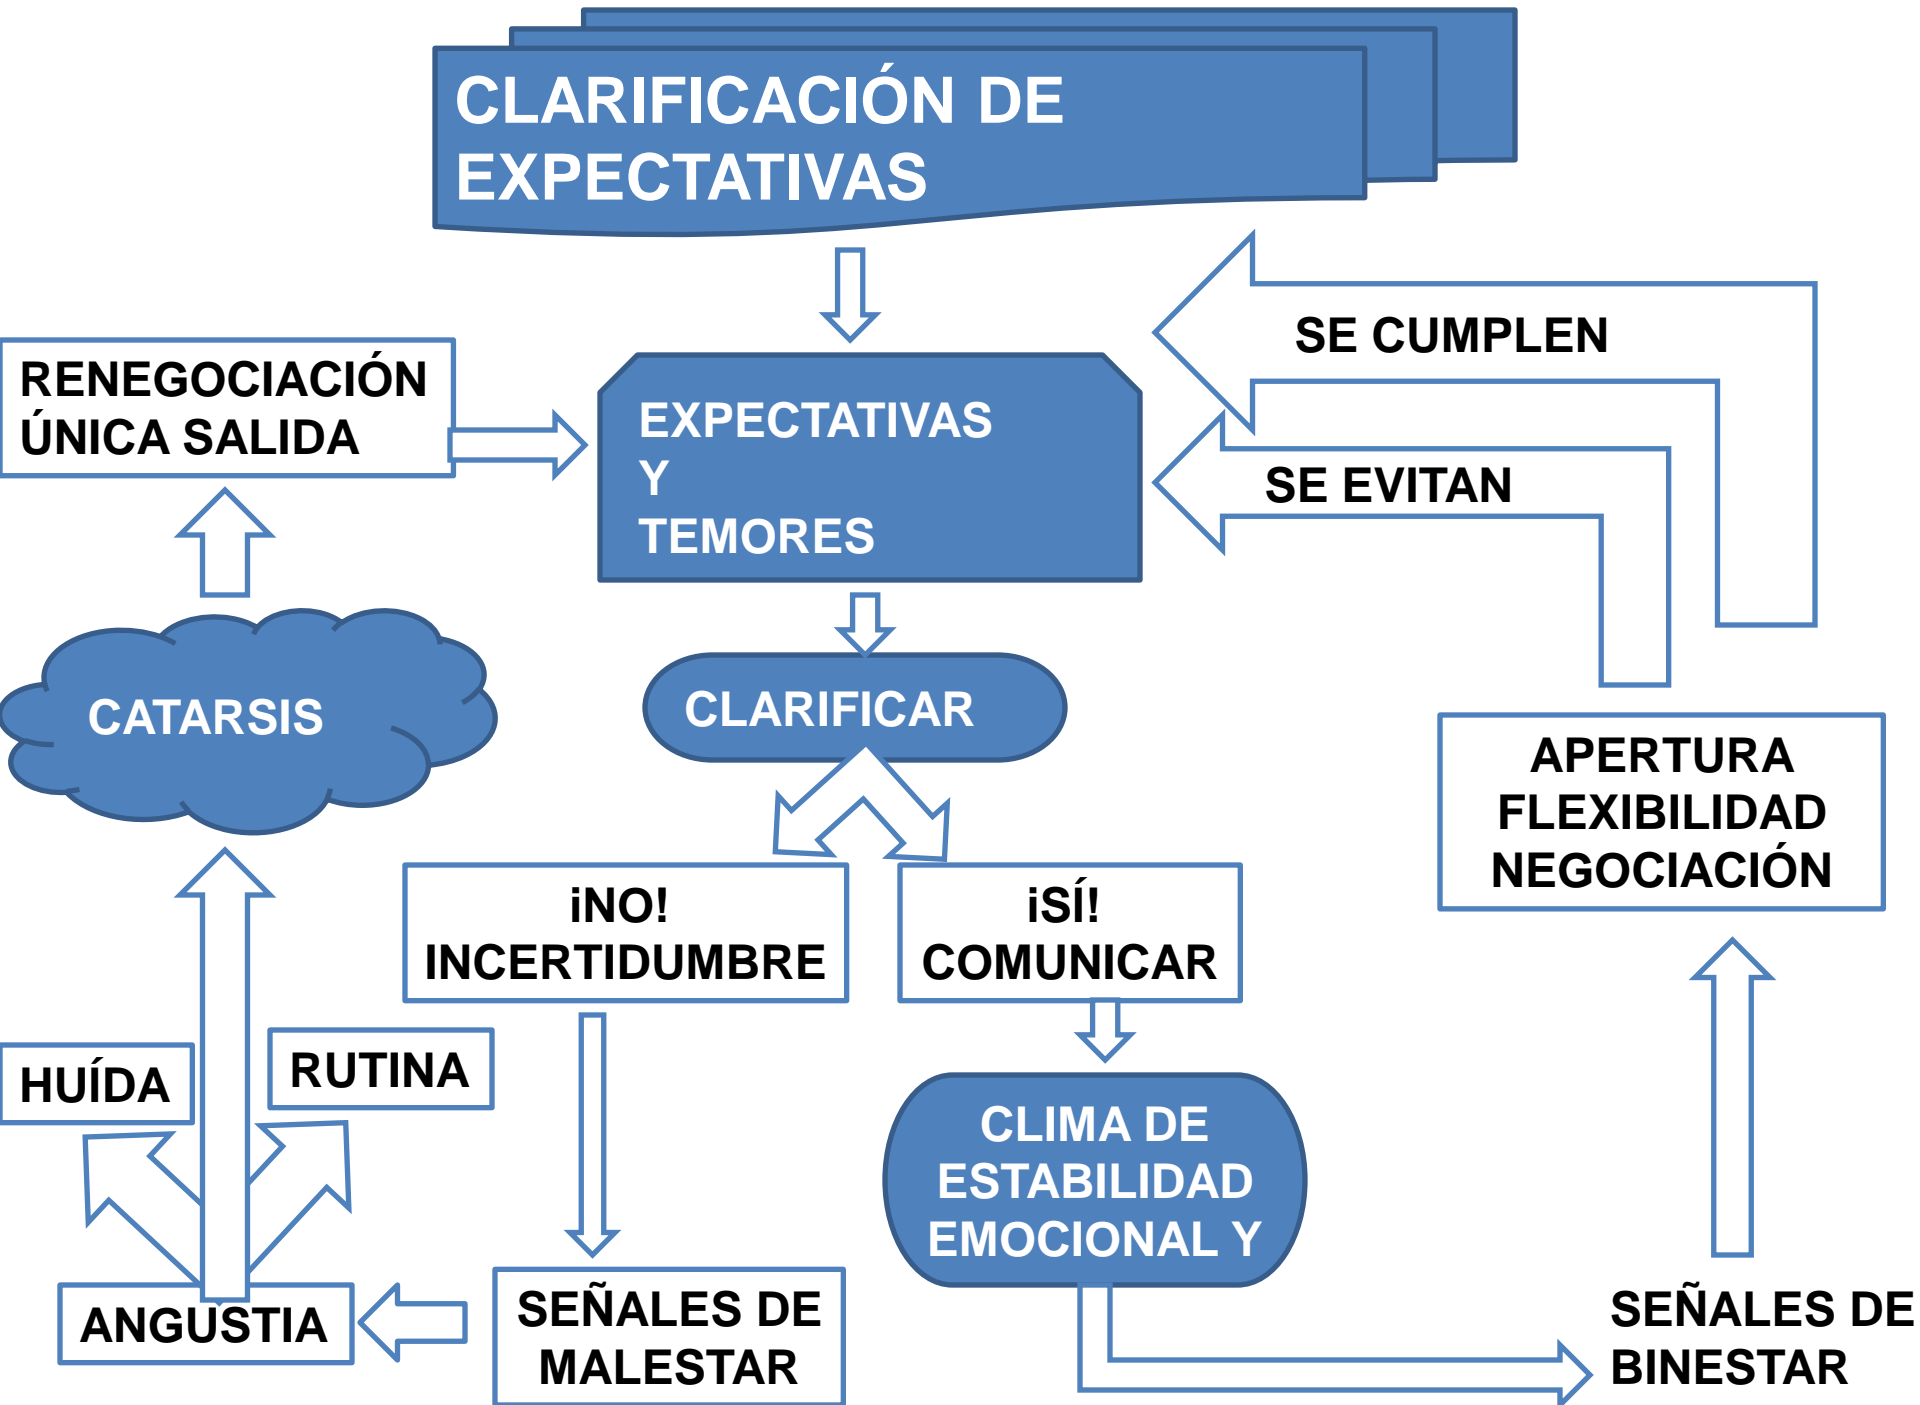 CLARIFICACIÓN DE
EXPECTATIVAS
SE CUMPLEN
RENEGOCIACIÓN
ÚNICA SALIDA
EXPECTATIVAS
Y
TEMORES
SE EVITAN
CATARSIS
CLARIFICAR
APERTURA
FLEXIBILIDAD
NEGOCIACIÓN
¡NO!
INCERTIDUMBRE
¡SÍ!
COMUNICAR
HUÍDA
RUTINA
CLIMA DE
ESTABILIDAD
EMOCIONAL Y
ANGUSTIA
SEÑALES DE
MALESTAR
SEÑALES DE
BINESTAR